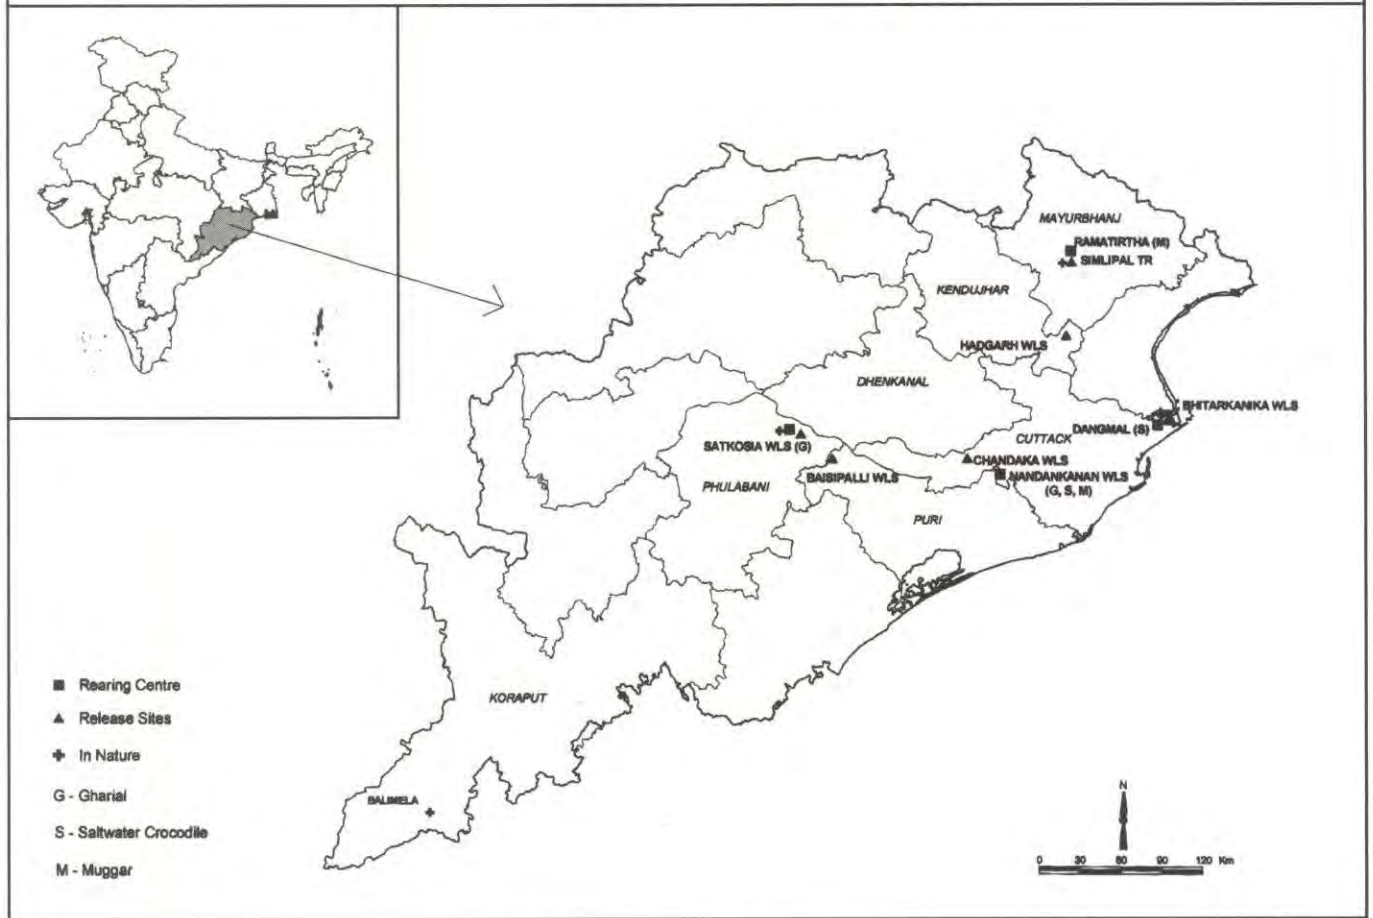 MAYURBHANJ
RAMATIRTHA (M)
SIMLIPAL TR
KENDUJHAR
HADGARH WLS
DHENKANAL
BHITARKANIKA WLS
DANGMAL (S)
CUTTACK
SATKOSIA WLS (G)
CHANDAKA WLS
BAISIPALLI WLS
NANDANKANAN WLS
(G, S, M)
PHULABANI
PURI
Rearing Centre
KORAPUT
Release Sites
In Nature
G - Gharial
BALIMELA
S - Saltwater Crocodile
M - Muggar
N
0 30 60 90 120 Km